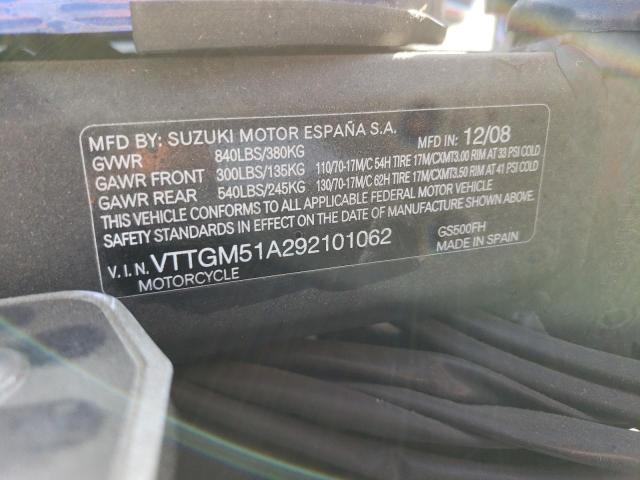 MFD BY: SUZUKI MOTOR ESPAÑA S.A. MFD IN: 12/08
GVWR 840LBS/380KG
GAWR FRONT 300LBS/135KG 110/70-17M/C 54H TIRE 17M/CXMT3.00 RIM AT 33 PSI COLD
GAWR REAR 540LBS/245KG 130/70-17M/C 62H TIRE 17M/CXMT3.50 RIM AT 41 PSI COLD
THIS VEHICLE CONFORMS TO ALL APPLICABLE FEDERAL MOTOR VEHICLE
SAFETY STANDARDS IN EFFECT ON THE DATE OF MANUFACTURE SHOWN ABOVE.
V.I.N. VTTGM51A292101062 GS500FH
MOTORCYCLE MADE IN SPAIN